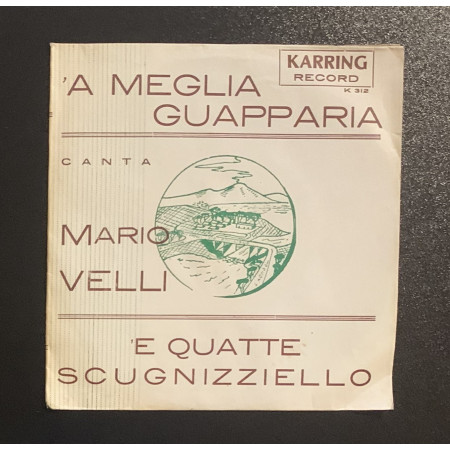 KARRING
RECORD
K 312
'A MEGLIA
GUAPPARIA
CANTA
MARIO
VELLI
'E QUATTE
SCUGNIZZIELLO